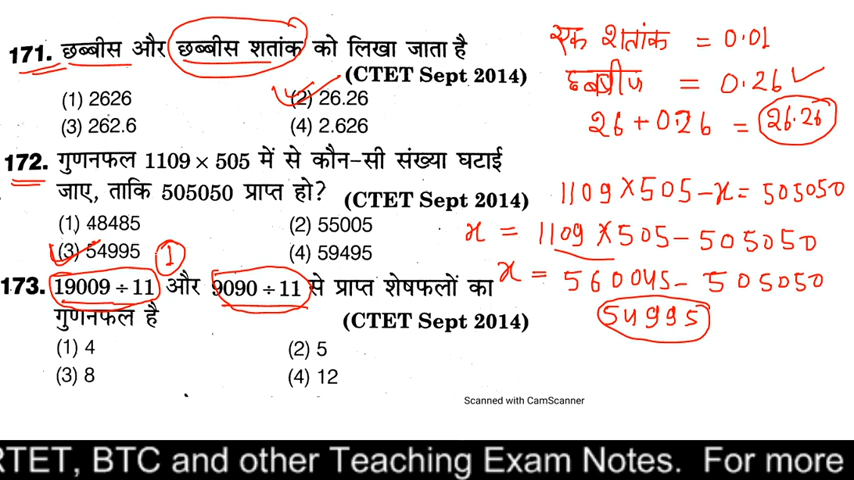 171. छब्बीस और छब्बीस शतांक को लिखा जाता है
(CTET Sept 2014)
(1) 2626 (2) 26.26
(3) 262.6 (4) 2.626
172. गुणनफल 1109 × 505 में से कौन-सी संख्या घटाई
जाए, ताकि 505050 प्राप्त हो? (CTET Sept 2014)
(1) 48485 (2) 55005
(3) 54995 (4) 59495
1
173. 19009 ÷ 11 और 9090 ÷ 11 से प्राप्त शेषफलों का
गुणनफल है (CTET Sept 2014)
(1) 4 (2) 5
(3) 8 (4) 12
एक शतांक = 0.01
= 0.26
26 + 0.26 = 26.26
1109 × 505 - x = 505050
x = 1109 × 505 - 505050
x = 560045 - 505050
54995
Scanned with CamScanner
RTET, BTC and other Teaching Exam Notes. For more